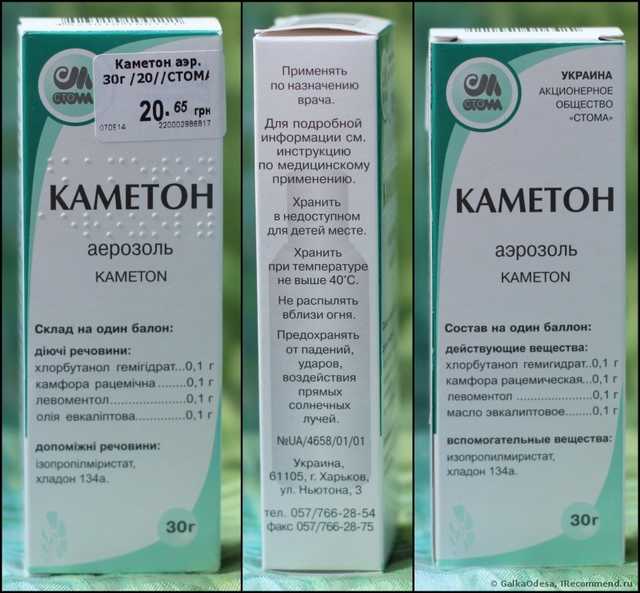 Каметон аэр.
30г /20//СТОМА
20.65 грн
070514 220002986817
СТОМА
КАМЕТОН
аерозоль
KAMETON
Склад на один балон:
діючі речовини:
хлорбутанол гемігідрат...0,1 г
камфора рацемічна ........0,1 г
левоментол ....................0,1 г
олія евкаліптова..............0,1 г
допоміжні речовини:
ізопропілміристат,
хладон 134а.
30г
Применять
по назначению
врача.
Для подробной
информации см.
инструкцию
по медицинскому
применению.
Хранить
в недоступном
для детей месте.
Хранить
при температуре
не выше 40°С.
Не распылять
вблизи огня.
Предохранять
от падений,
ударов,
воздействия
прямых
солнечных
лучей.
№UA/4658/01/01
Украина,
61105, г. Харьков,
ул. Ньютона, 3
тел. 057/766-28-54
факс 057/766-28-75
СТОМА
УКРАИНА
АКЦИОНЕРНОЕ
ОБЩЕСТВО
«СТОМА»
КАМЕТОН
аэрозоль
KAMETON
Состав на один баллон:
действующие вещества:
хлорбутанол гемигидрат...0,1 г
камфора рацемическая....0,1 г
левоментол ......................0,1 г
масло эвкалиптовое........0,1 г
вспомогательные вещества:
изопропилмиристат,
хладон 134а.
30г
© GalkaOdesa, IRecommend.ru